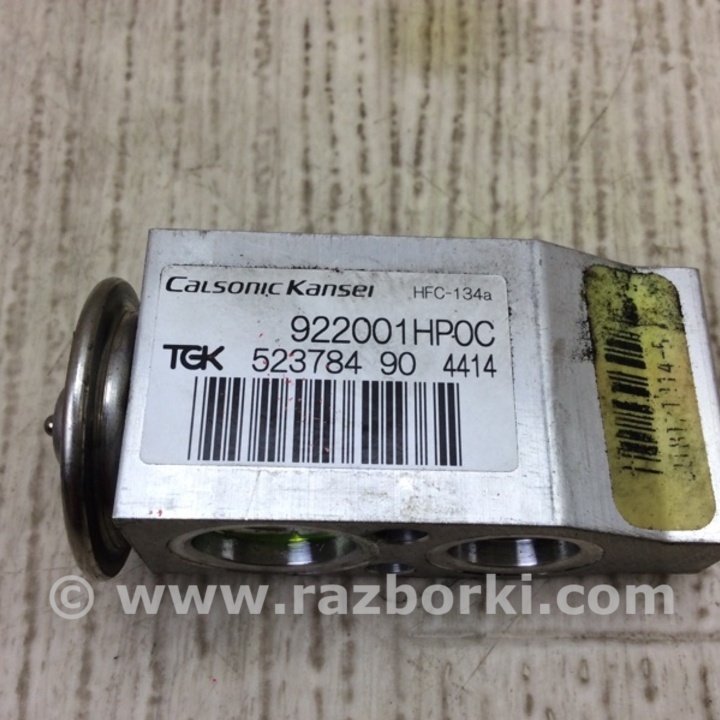 Calsonic Kansei HFC-134a
922001HP0C
TGK 523784 90 4414
© www.razborki.com